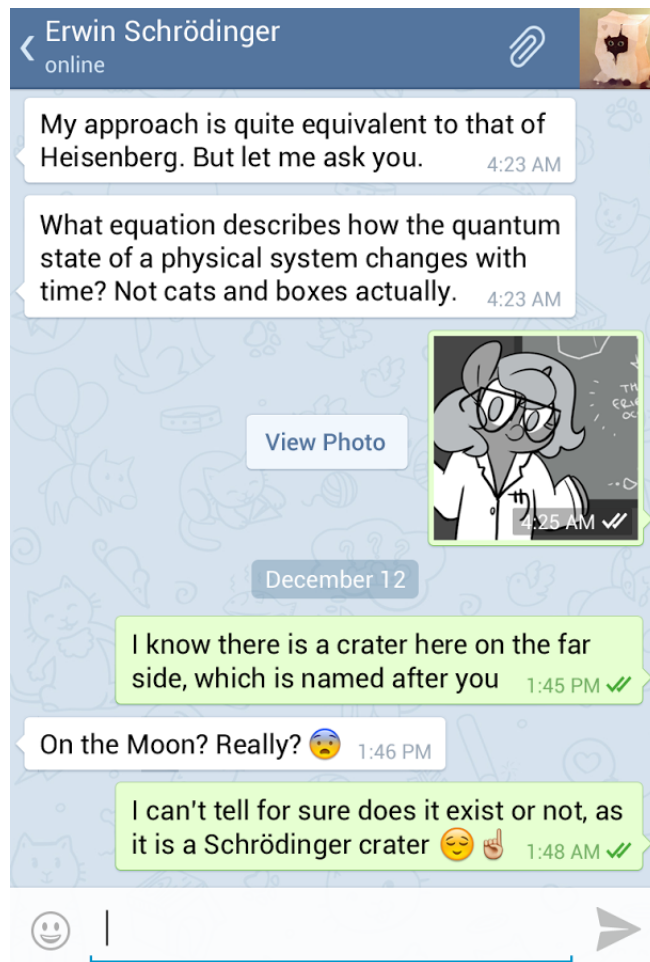 Erwin Schrödinger
online
My approach is quite equivalent to that of
Heisenberg. But let me ask you.
4:23 AM
What equation describes how the quantum
state of a physical system changes with
time? Not cats and boxes actually.
4:23 AM
View Photo
TH
FRIE
OC
4:25 AM
December 12
I know there is a crater here on the far
side, which is named after you
1:45 PM
On the Moon? Really? 😨
1:46 PM
I can't tell for sure does it exist or not, as
it is a Schrödinger crater 😌☝
1:48 AM